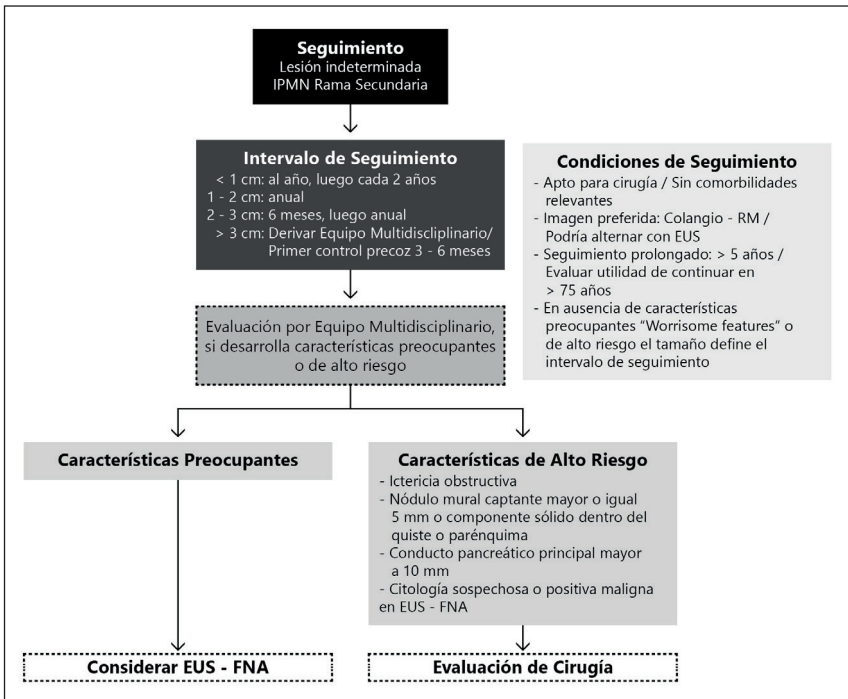 Seguimiento
Lesión indeterminada
IPMN Rama Secundaria
Intervalo de Seguimiento
< 1 cm: al año, luego cada 2 años
1 - 2 cm: anual
2 - 3 cm: 6 meses, luego anual
> 3 cm: Derivar Equipo Multidiscliplinario/
Primer control precoz 3 - 6 meses
Condiciones de Seguimiento
- Apto para cirugía / Sin comorbilidades
relevantes
- Imagen preferida: Colangio - RM /
Podría alternar con EUS
- Seguimiento prolongado: > 5 años /
Evaluar utilidad de continuar en
> 75 años
- En ausencia de características
preocupantes “Worrisome features” o
de alto riesgo el tamaño define el
intervalo de seguimiento
Evaluación por Equipo Multidisciplinario,
si desarrolla características preocupantes
o de alto riesgo
Características Preocupantes
Características de Alto Riesgo
- Ictericia obstructiva
- Nódulo mural captante mayor o igual
5 mm o componente sólido dentro del
quiste o parénquima
- Conducto pancreático principal mayor
a 10 mm
- Citología sospechosa o positiva maligna
en EUS - FNA
Considerar EUS - FNA
Evaluación de Cirugía